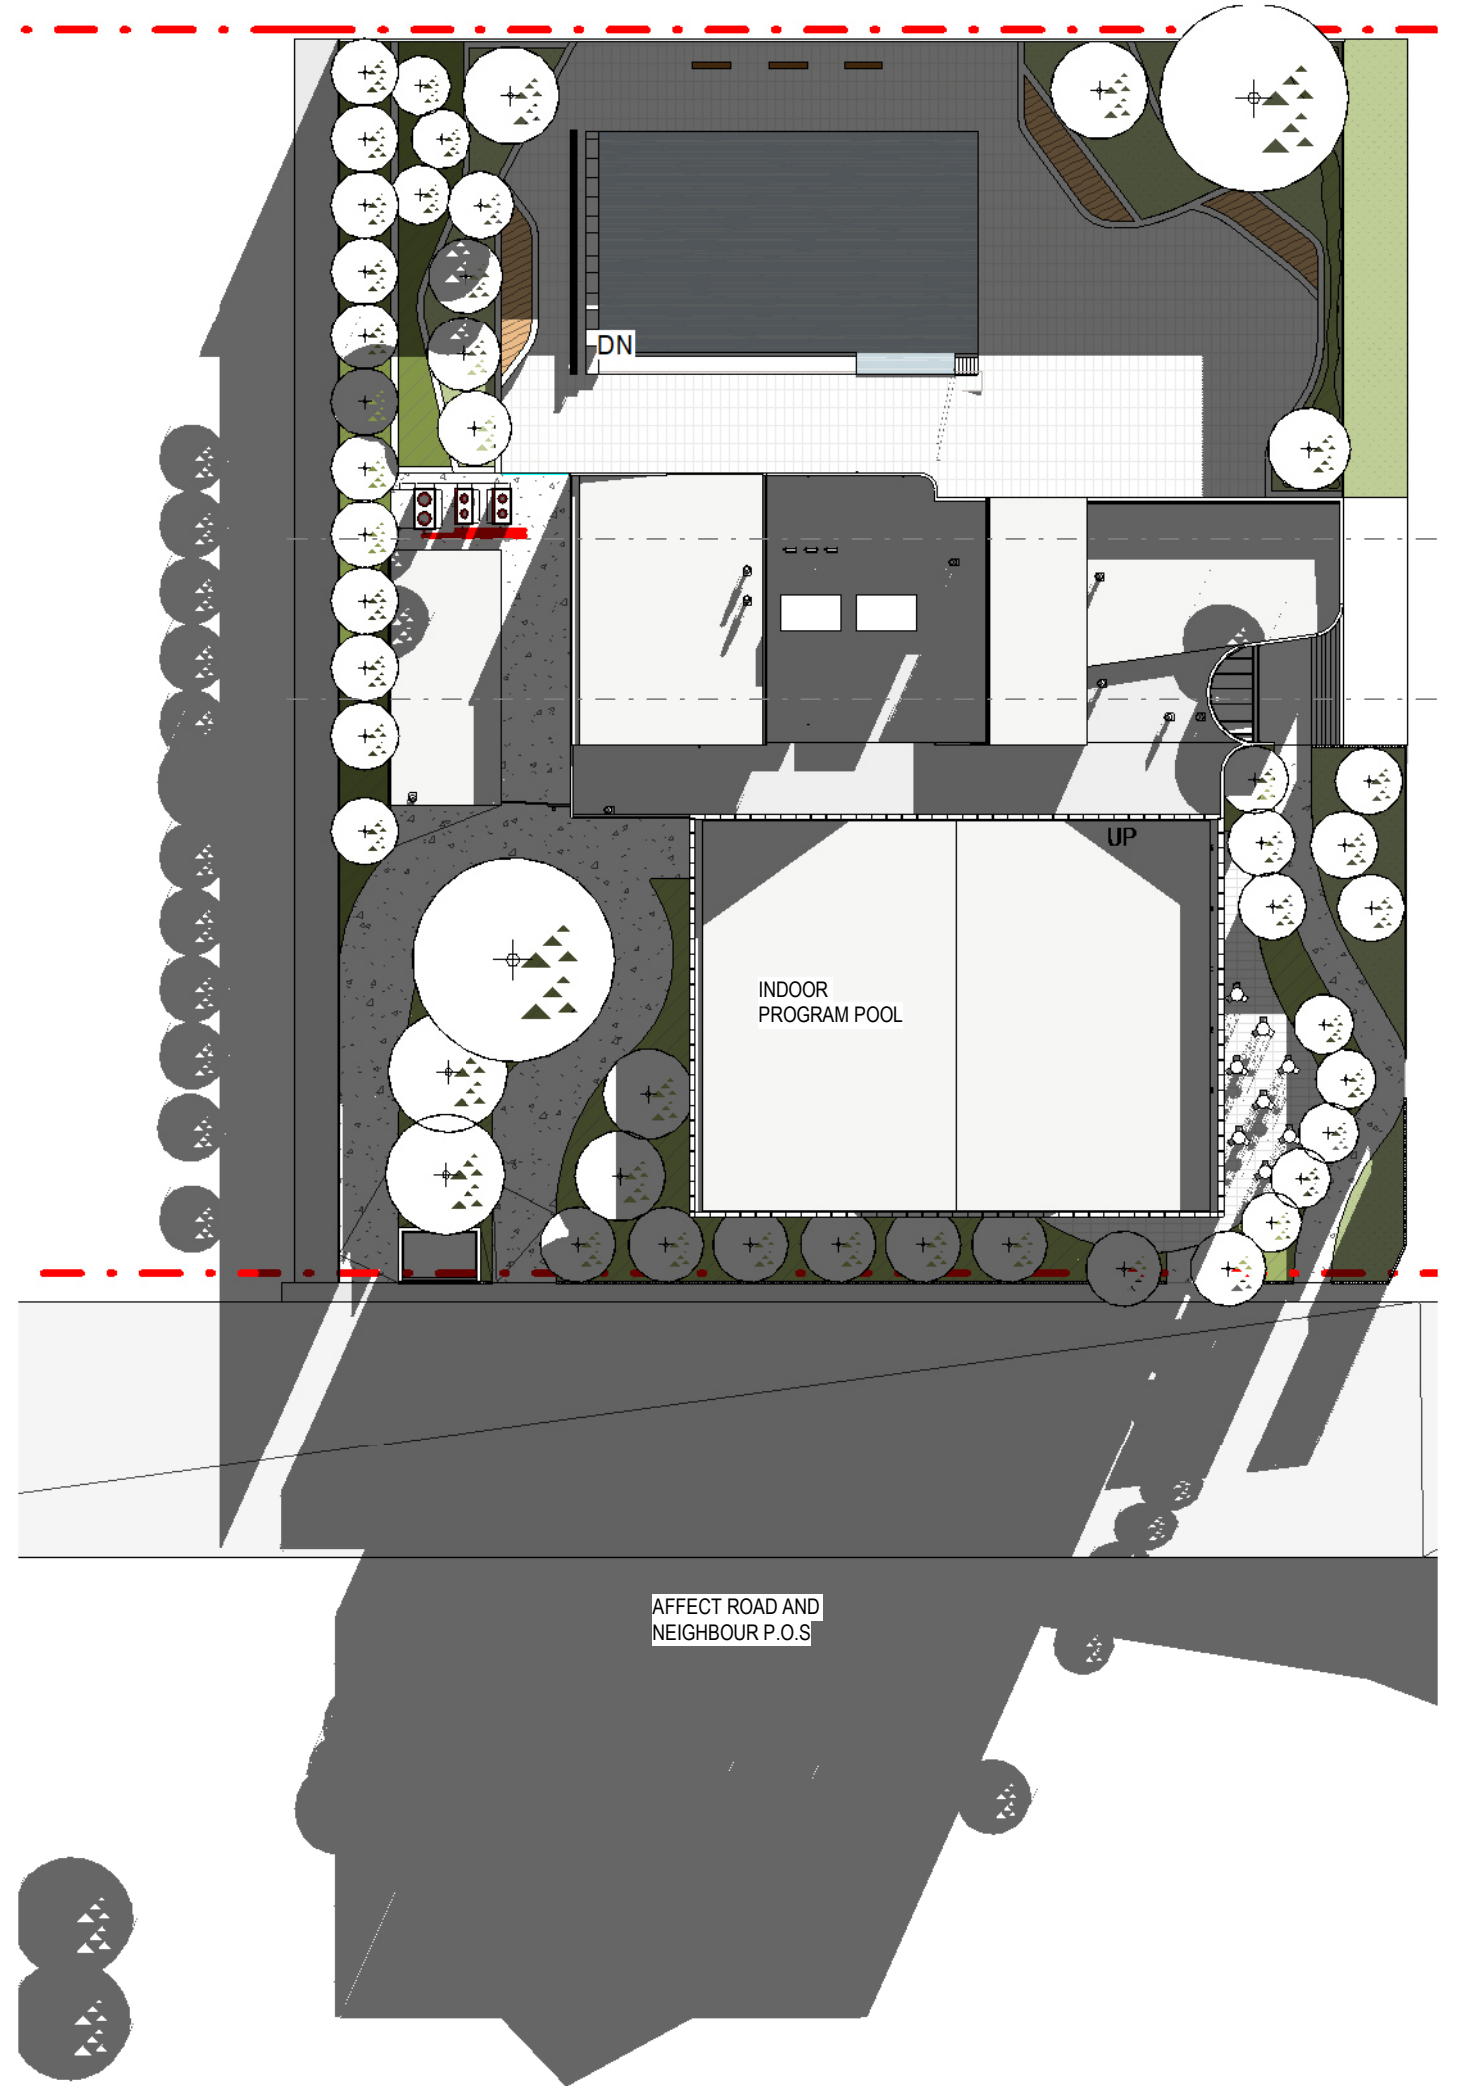 DN
UP
INDOOR
PROGRAM POOL
AFFECT ROAD AND
NEIGHBOUR P.O.S